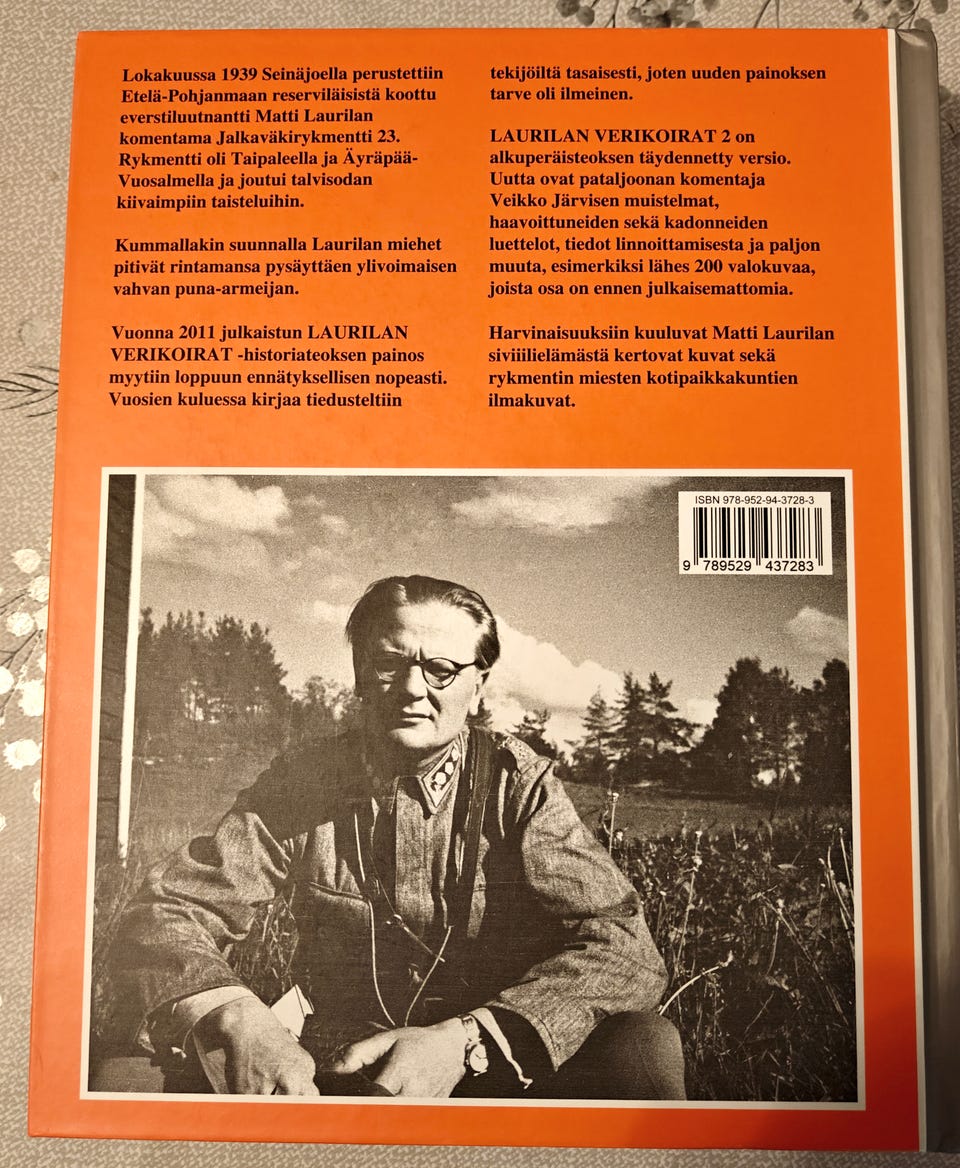 Lokakuussa 1939 Seinäjoella perustettiin
Etelä-Pohjanmaan reserviläisistä koottu
everstiluutnantti Matti Laurilan
komentama Jalkaväkirykmentti 23.
Rykmentti oli Taipaleella ja Äyräpää-
Vuosalmella ja joutui talvisodan
kiivaimpiin taisteluihin.
Kummallakin suunnalla Laurilan miehet
pitivät rintamansa pysäyttäen ylivoimaisen
vahvan puna-armeijan.
Vuonna 2011 julkaistun LAURILAN
VERIKOIRAT -historiateoksen painos
myytiin loppuun ennätyksellisen nopeasti.
Vuosien kuluessa kirjaa tiedusteltiin
tekijöiltä tasaisesti, joten uuden painoksen
tarve oli ilmeinen.
LAURILAN VERIKOIRAT 2 on
alkuperäisteoksen täydennetty versio.
Uutta ovat pataljoonan komentaja
Veikko Järvisen muistelmat,
haavoittuneiden sekä kadonneiden
luettelot, tiedot linnoittamisesta ja paljon
muuta, esimerkiksi lähes 200 valokuvaa,
joista osa on ennen julkaisemattomia.
Harvinaisuuksiin kuuluvat Matti Laurilan
siviiilielämästä kertovat kuvat sekä
rykmentin miesten kotipaikkakuntien
ilmakuvat.
ISBN 978-952-94-3728-3
9 789529 437283